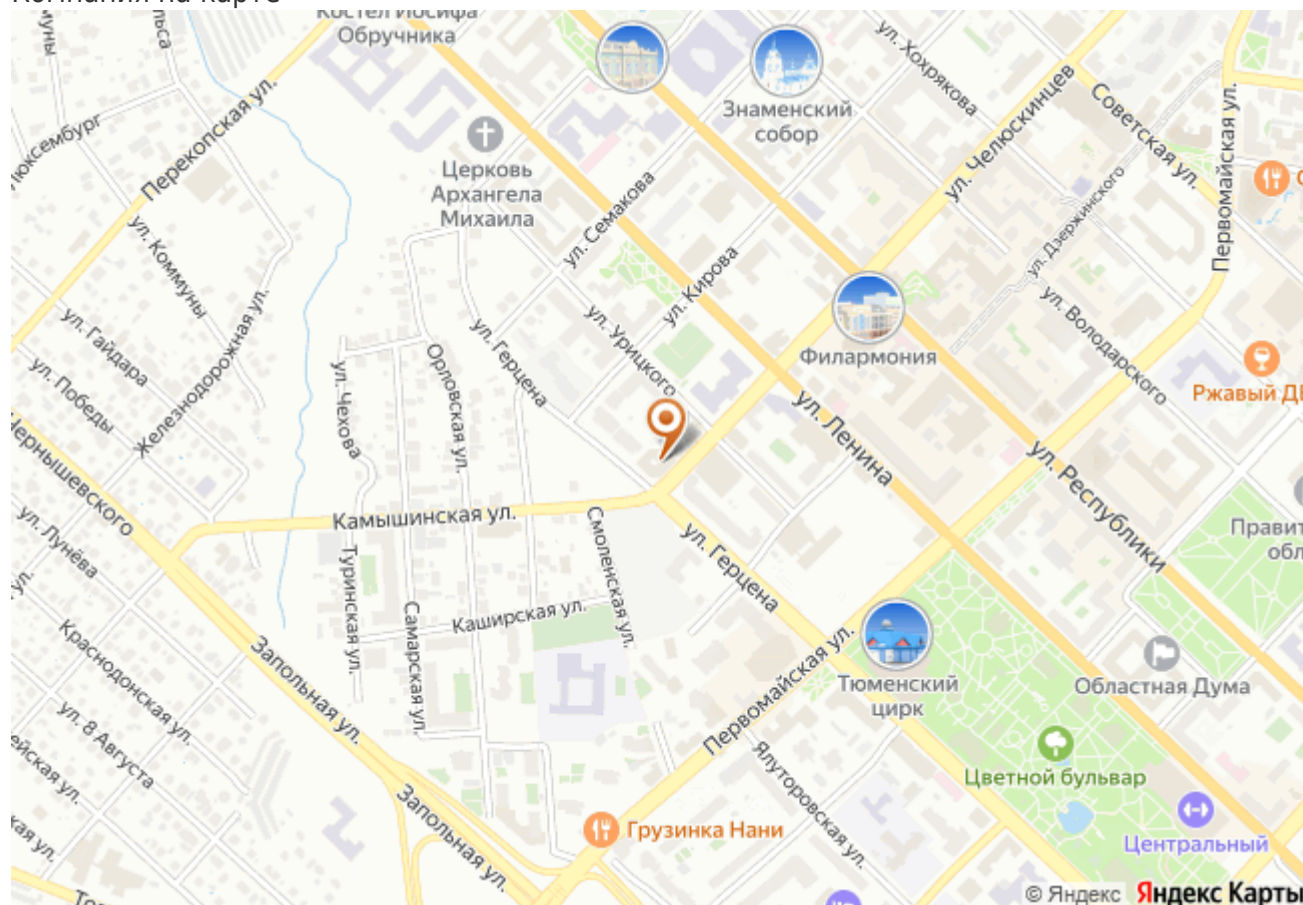 Компания на карте
Костел Иосифа
Обручника
ул. Хохрякова
Знаменский
собор
ул. Челюскинцев
Советская ул.
Первомайская ул.
Перекопская ул.
Церковь
Архангела
Михаила
ул. Семакова
ул. Кирова
ул. Дзержинского
ул. Коммуны
ул. Володарского
ул. Гайдара
ул. Победы
Железнодорожная ул.
ул. Чехова
Орловская ул.
ул. Герцена
ул. Урицкого
Филармония
Ржавый
ул. Ленина
ул. Республики
Чернышевского
ул. Лунёва
Камышинская ул.
Туринская ул.
Самарская ул.
Смоленская ул.
Каширская ул.
ул. Герцена
Краснодонская ул.
ул. 8 Августа
Запольная ул.
Первомайская ул.
Тюменский
цирк
Областная Дума
Цветной бульвар
Ялуторовская ул.
Запольная ул.
Грузинка Нани
Центральный
© Яндекс Яндекс Карты